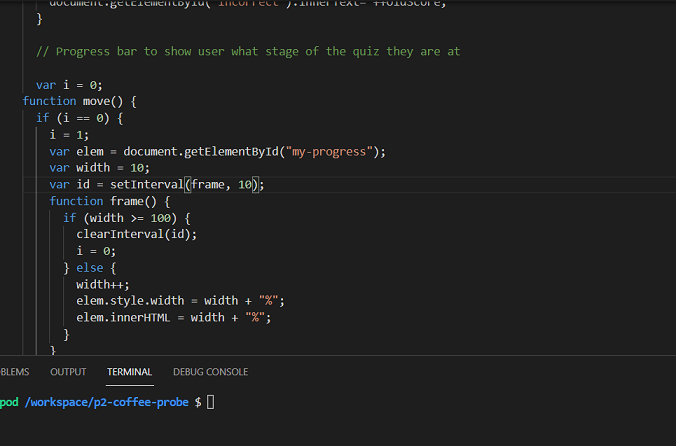 document.getElementById("incorrect").innerText= ++oldScore;
}
// Progress bar to show user what stage of the quiz they are at
var i = 0;
function move() {
if (i == 0) {
i = 1;
var elem = document.getElementById("my-progress");
var width = 10;
var id = setInterval(frame, 10);
function frame() {
if (width >= 100) {
clearInterval(id);
i = 0;
} else {
width++;
elem.style.width = width + "%";
elem.innerHTML = width + "%";
}
}
BLEMS OUTPUT TERMINAL DEBUG CONSOLE
pod /workspace/p2-coffee-probe $